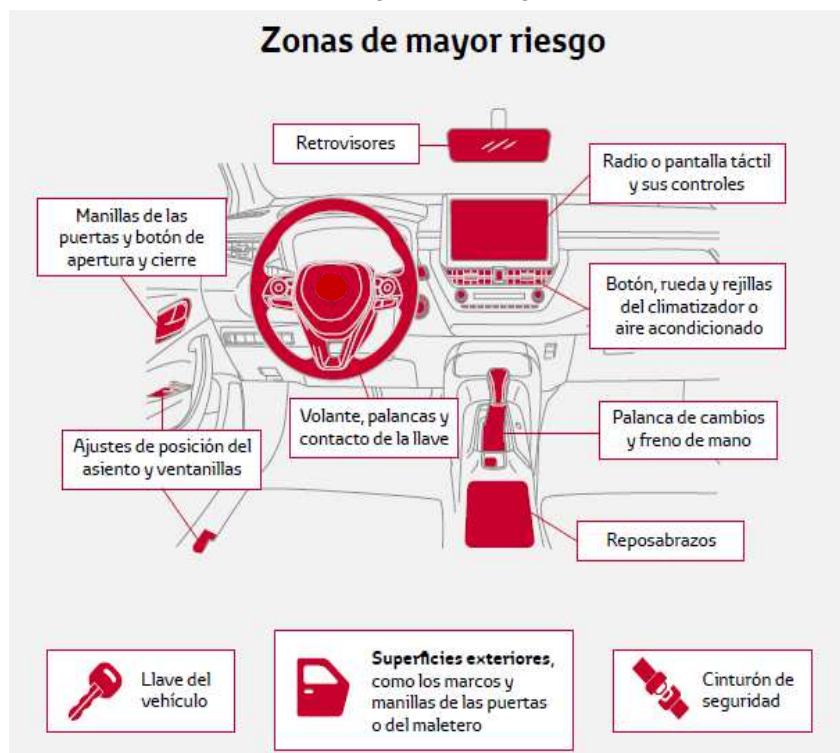 Zonas de mayor riesgo
Retrovisores
Radio o pantalla táctil
y sus controles
Manillas de las
puertas y botón de
apertura y cierre
Botón, rueda y rejillas
del climatizador o
aire acondicionado
Volante, palancas y
contacto de la llave
Palanca de cambios
y freno de mano
Ajustes de posición del
asiento y ventanillas
Reposabrazos
Llave del
vehículo
Superficies exteriores,
como los marcos y
manillas de las puertas
o del maletero
Cinturón de
seguridad